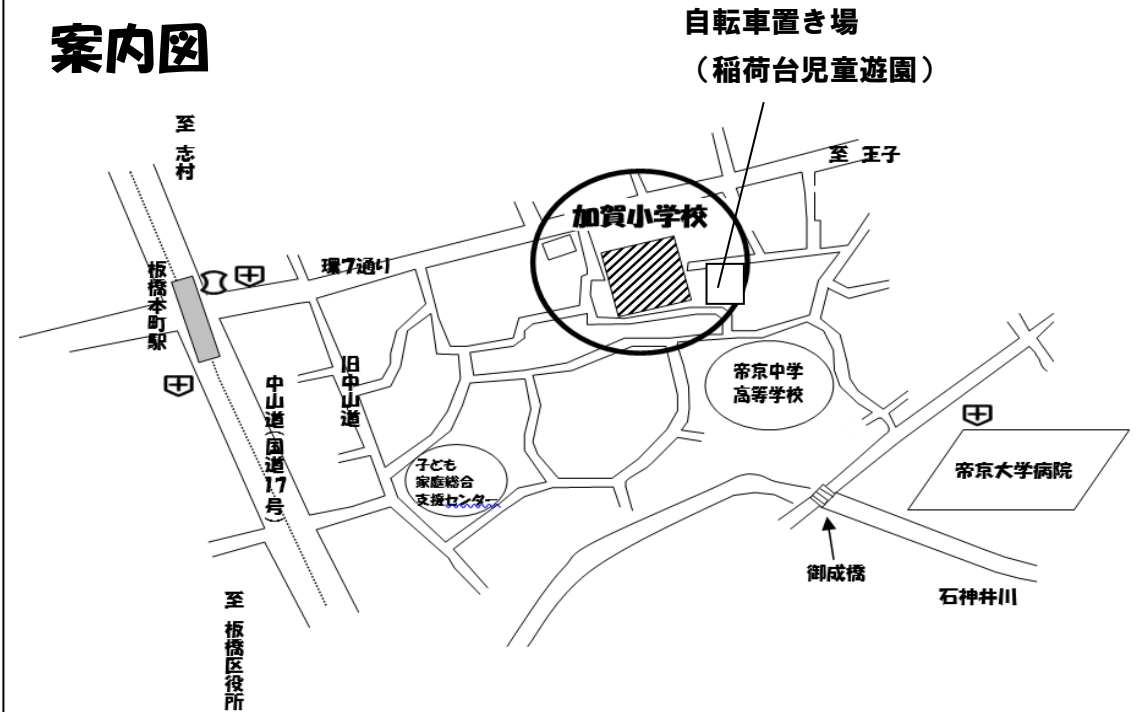 案内図
自転車置き場
（稲荷台児童遊園）
至 志村
至 王子
加賀小学校
環7通り
板橋本町駅
中山道（国道17号）
旧中山道
帝京中学
高等学校
子ども
家庭総合
支援センター
帝京大学病院
御成橋
石神井川
至 板橋区役所